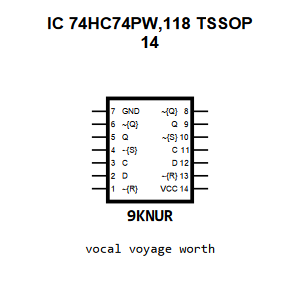 IC 74HC74PW,118 TSSOP
14
7 GND ~{Q} 8
6 ~{Q} Q 9
5 Q ~{S} 10
4 ~{S} C 11
3 C D 12
2 D ~{R} 13
1 ~{R} VCC 14
9KNUR
vocal voyage worth